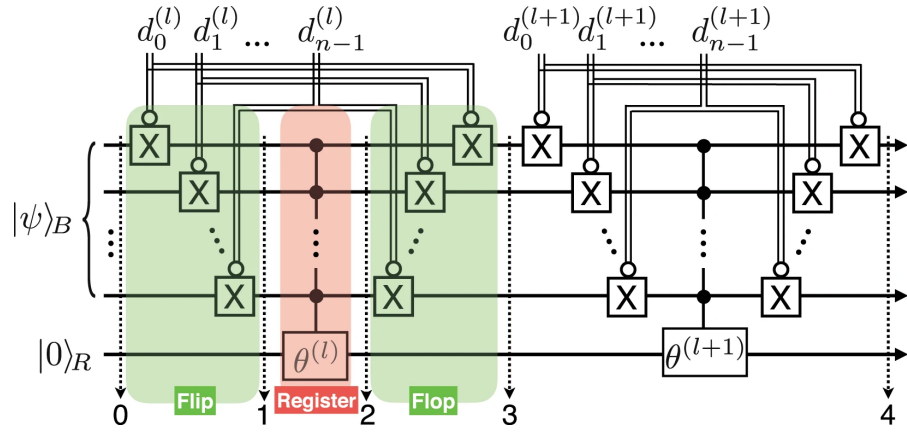 d_0^{(l)} d_1^{(l)} ... d_{n-1}^{(l)} d_0^{(l+1)} d_1^{(l+1)} ... d_{n-1}^{(l+1)}
X X X X
X X X X
|ψ⟩_B
X X X X
|0⟩_R θ^{(l)} θ^{(l+1)}
Flip Register Flop
0 1 2 3 4